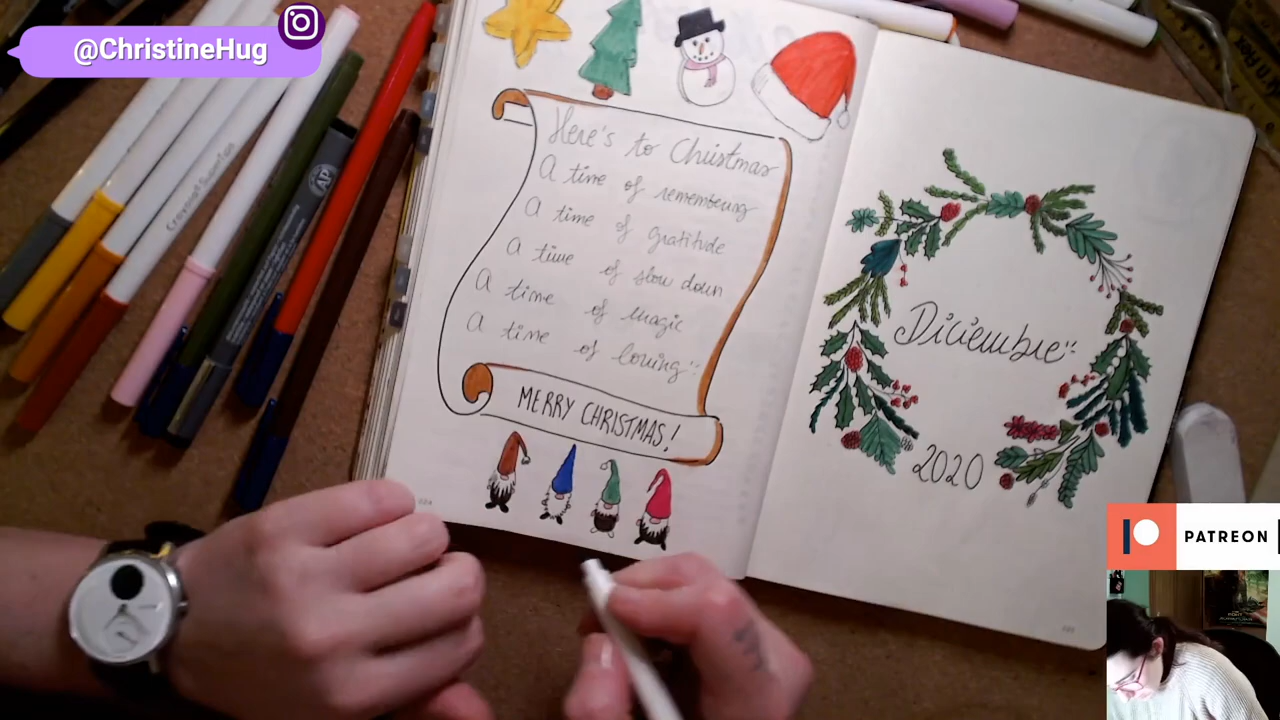 @ChristineHug
Here's to Christmas
A time of remembering
A time of gratitude
A time of slow down
A time of magic
A time of loving
MERRY CHRISTMAS!
Diciembre
2020
AP
PATREON